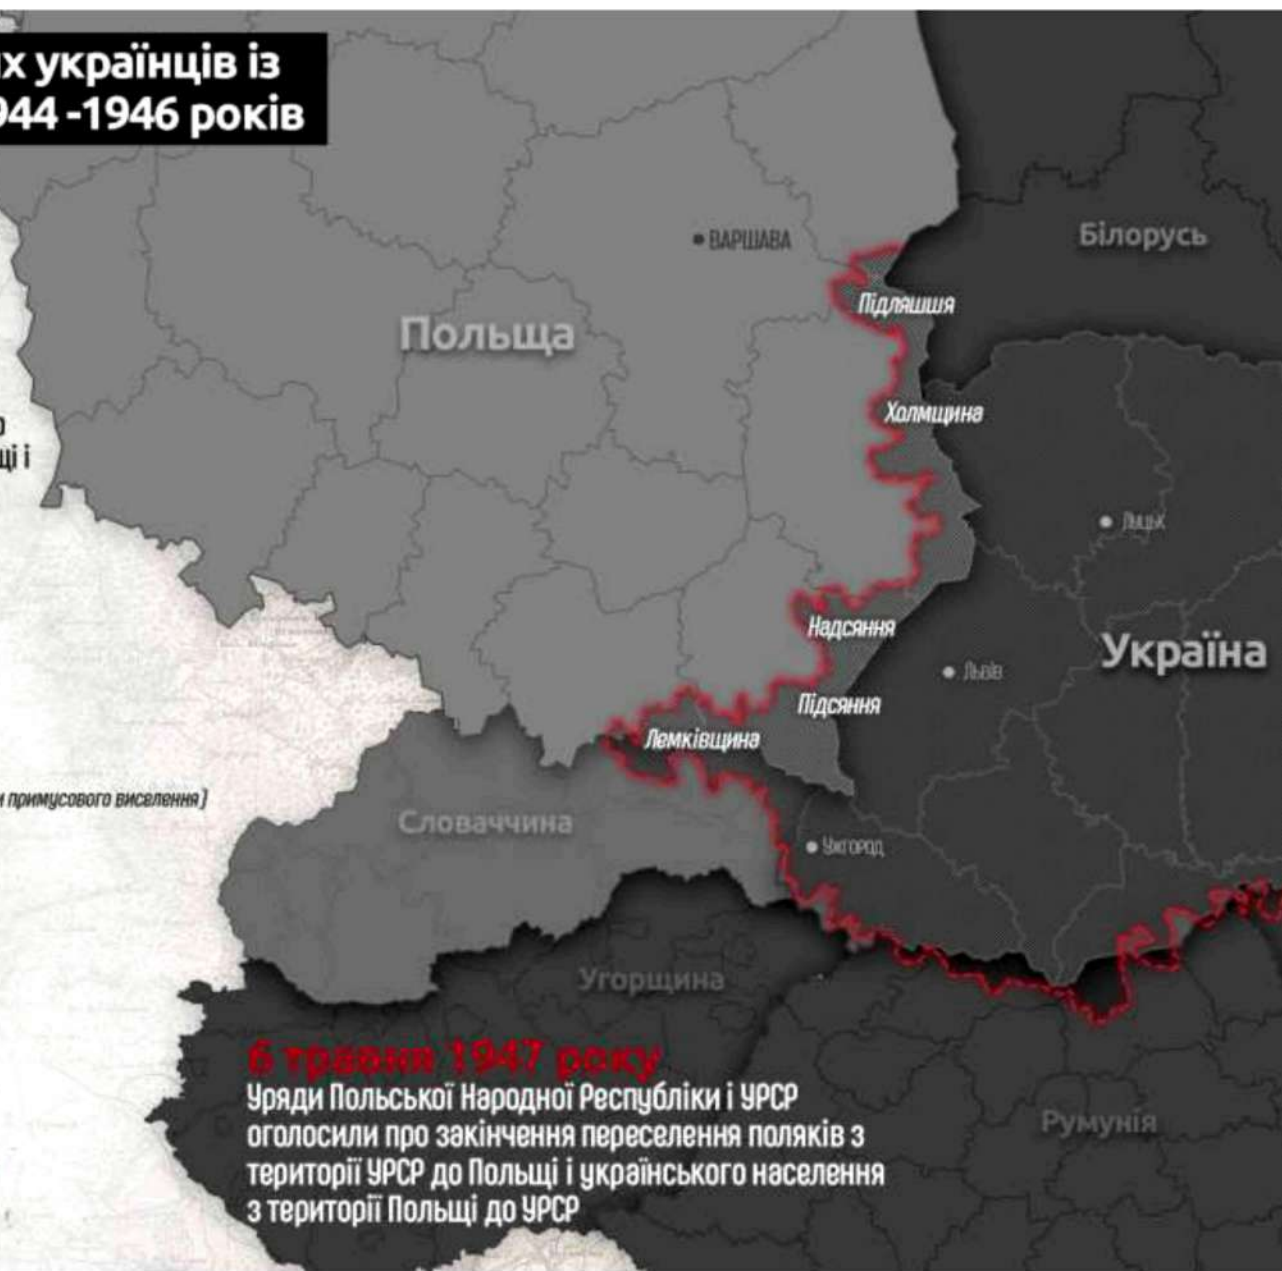 их українців із
944 -1946 років
Білорусь
ВАРШАВА
Підляшшя
Польща
Холмщина
щі і
Луцьк
Надсяння
Україна
Львів
Підсяння
Лемківщина
и примусового виселення)
Словаччина
Ужгород
Угорщина
6 травня 1947 року
Уряди Польської Народної Республіки і УРСР
оголосили про закінчення переселення поляків з
території УРСР до Польщі і українського населення
з території Польщі до УРСР
Румунія